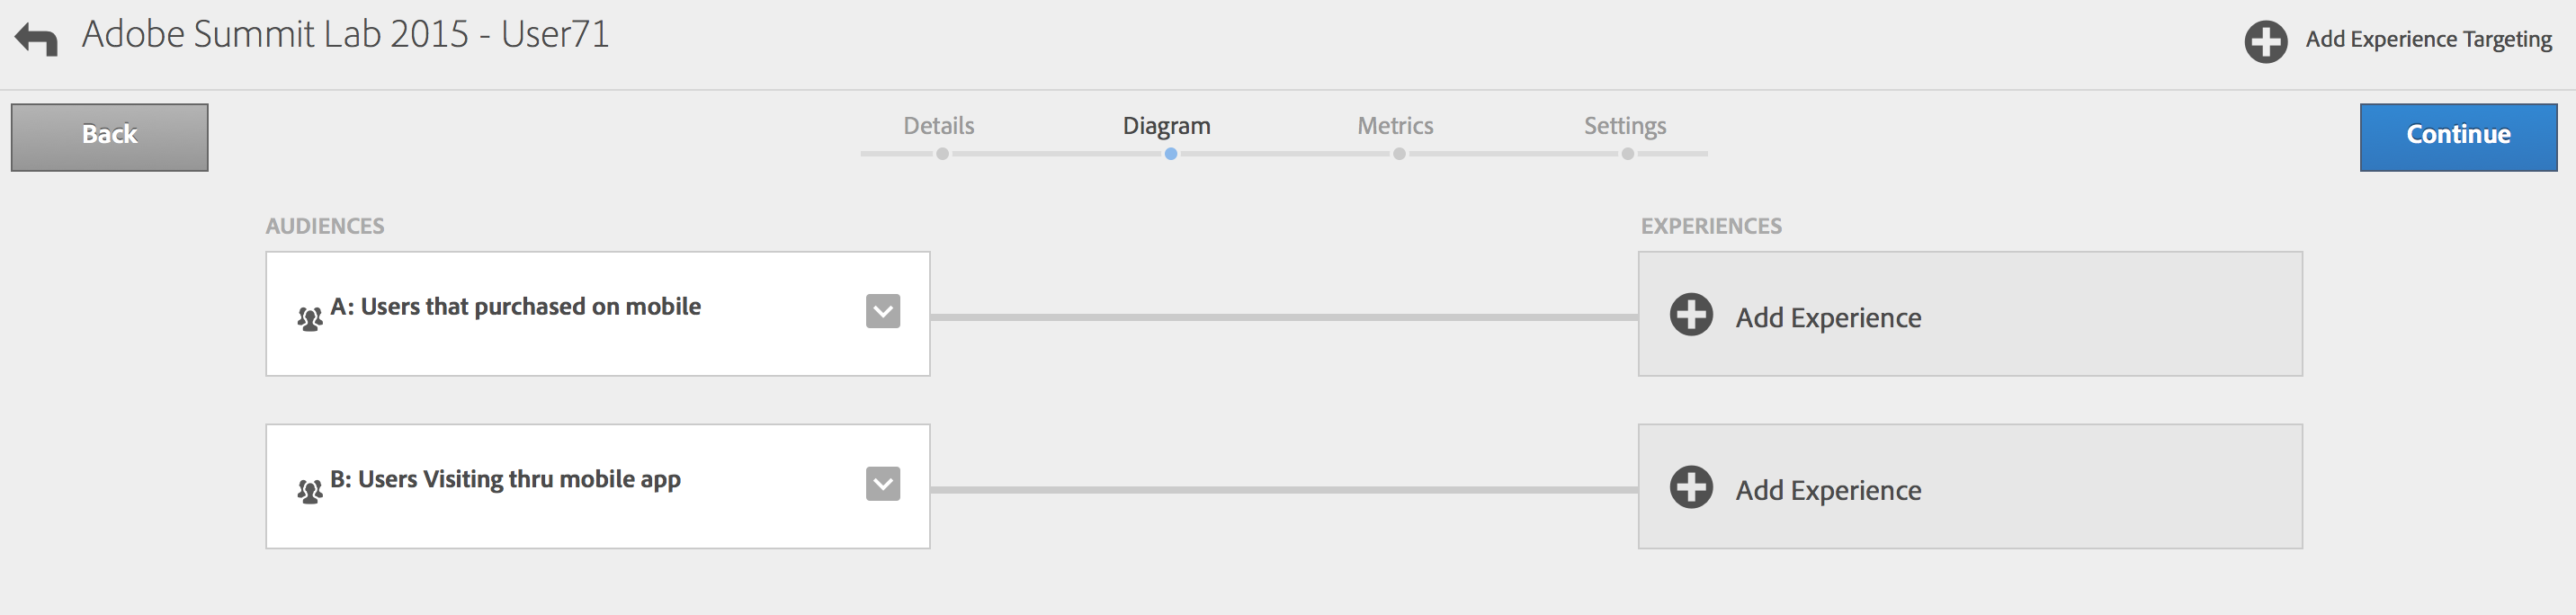 Adobe Summit Lab 2015 - User71
Add Experience Targeting
Back
Details
Diagram
Metrics
Settings
Continue
AUDIENCES
EXPERIENCES
A: Users that purchased on mobile
Add Experience
B: Users Visiting thru mobile app
Add Experience